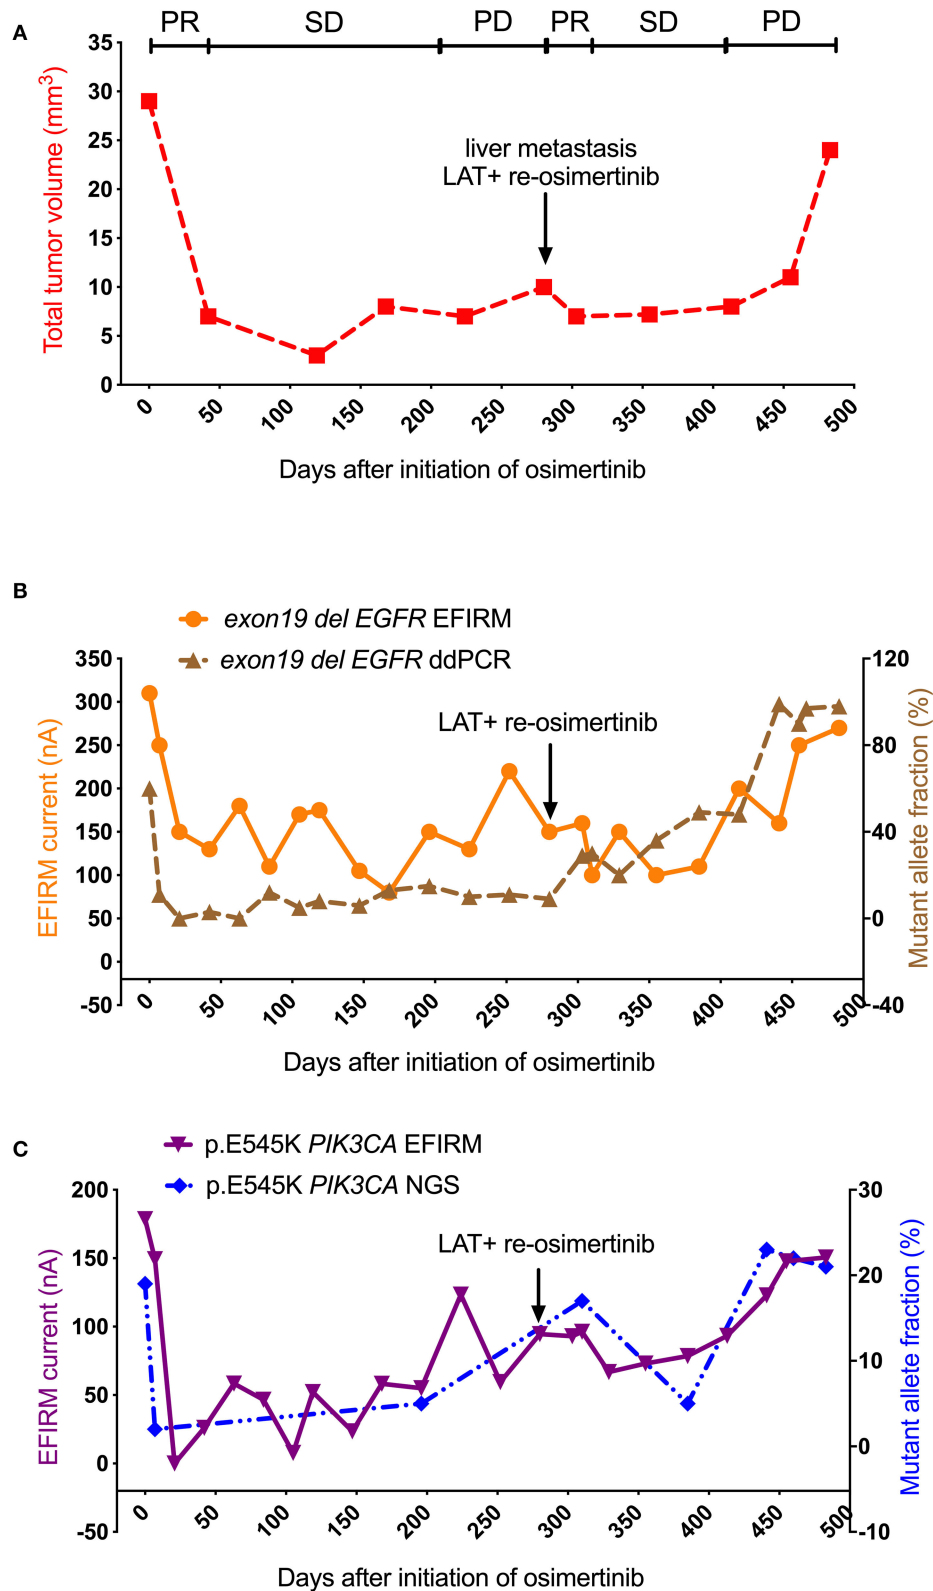 A
PR SD PD PR SD PD
35
30
25
20
15
10
5
0
Total tumor volume (mm³)
liver metastasis
LAT+ re-osimertinib
0 50 100 150 200 250 300 350 400 450 500
Days after initiation of osimertinib
B
exon19 del EGFR EFIRM
exon19 del EGFR ddPCR
350
300
250
200
150
100
50
0
-50
EFIRM current (nA)
LAT+ re-osimertinib
120
80
40
0
-40
Mutant allele fraction (%)
0 50 100 150 200 250 300 350 400 450 500
Days after initiation of osimertinib
C
p.E545K PIK3CA EFIRM
p.E545K PIK3CA NGS
200
150
100
50
0
-50
EFIRM current (nA)
LAT+ re-osimertinib
30
20
10
0
-10
Mutant allele fraction (%)
0 50 100 150 200 250 300 350 400 450 500
Days after initiation of osimertinib